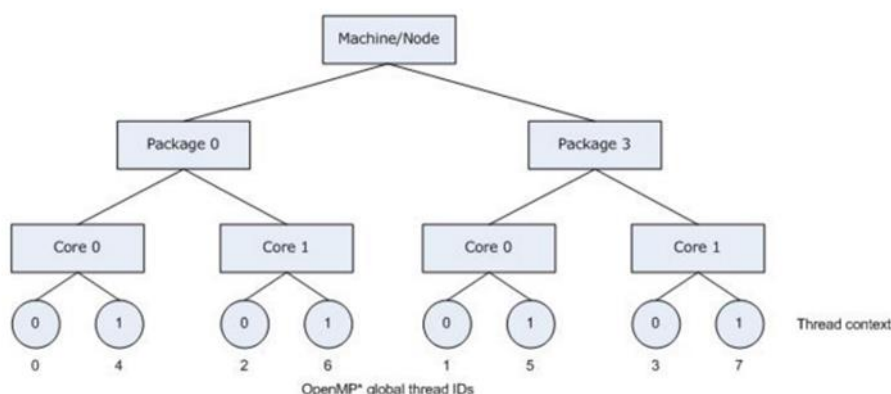 Machine/Node
Package 0 Package 3
Core 0 Core 1 Core 0 Core 1
0 1 0 1 0 1 0 1 Thread context
0 4 2 6 1 5 3 7
OpenMP* global thread IDs